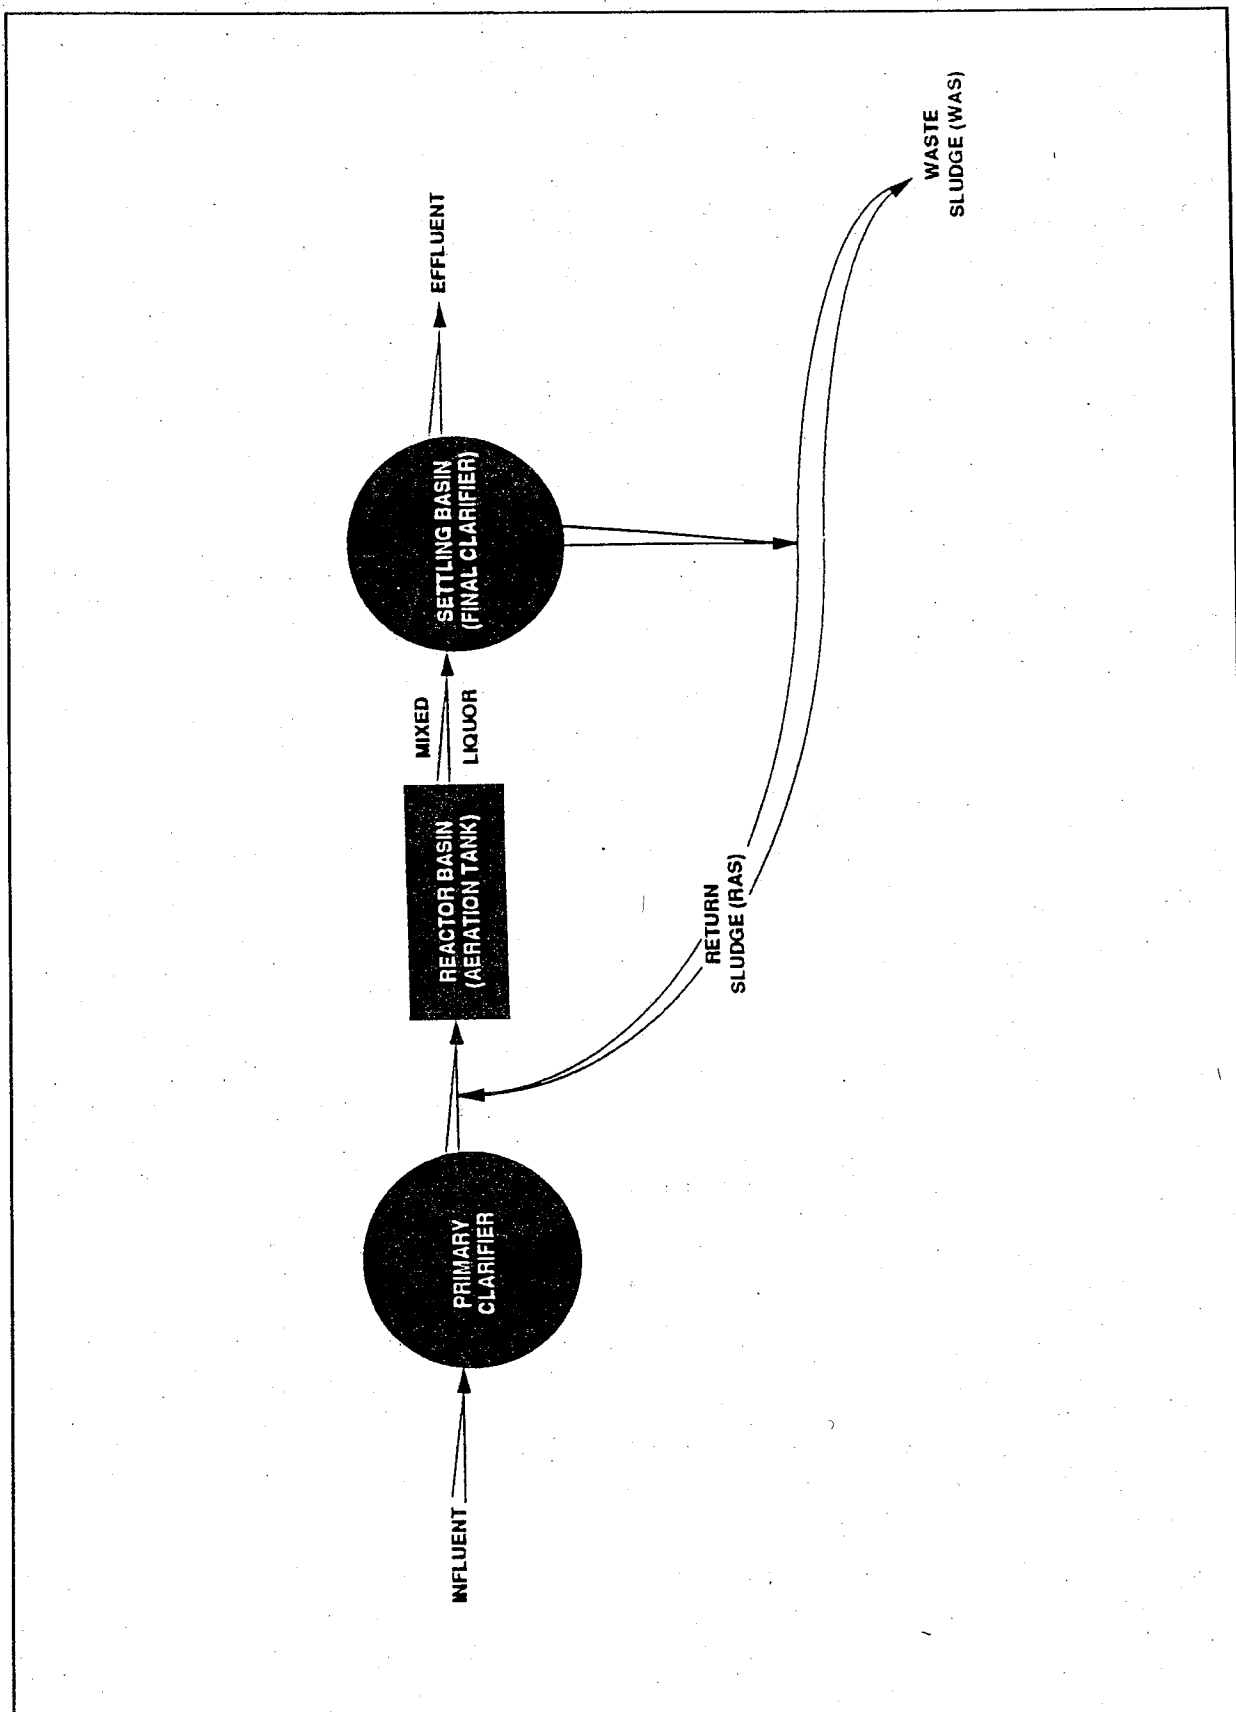 INFLUENT
PRIMARY
CLARIFIER
REACTOR BASIN
(AERATION TANK)
MIXED
LIQUOR
SETTLING BASIN
(FINAL CLARIFIER)
EFFLUENT
RETURN
SLUDGE (RAS)
WASTE
SLUDGE (WAS)